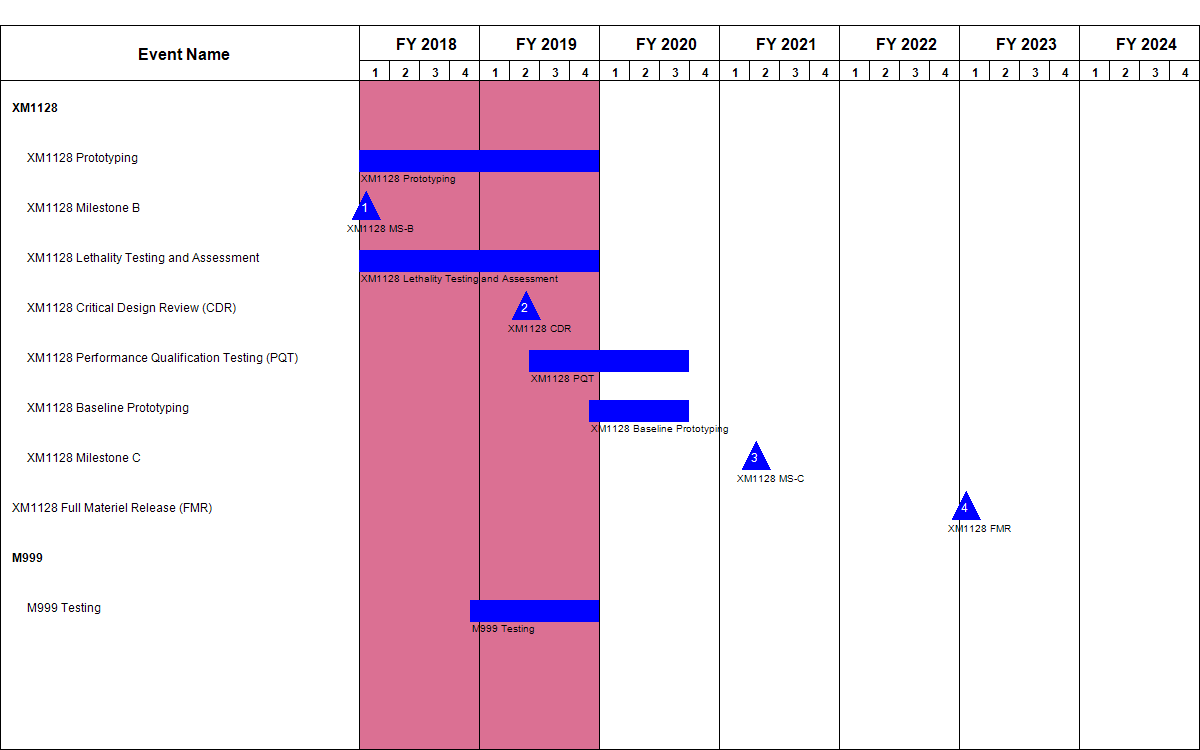 Event Name FY 2018 FY 2019 FY 2020 FY 2021 FY 2022 FY 2023 FY 2024
1 2 3 4 1 2 3 4 1 2 3 4 1 2 3 4 1 2 3 4 1 2 3 4 1 2 3 4
XM1128
XM1128 Prototyping
XM1128 Prototyping
XM1128 Milestone B 1
XM1128 MS-B
XM1128 Lethality Testing and Assessment
XM1128 Lethality Testing and Assessment
XM1128 Critical Design Review (CDR) 2
XM1128 CDR
XM1128 Performance Qualification Testing (PQT)
XM1128 PQT
XM1128 Baseline Prototyping
XM1128 Baseline Prototyping
XM1128 Milestone C 3
XM1128 MS-C
XM1128 Full Materiel Release (FMR) 4
XM1128 FMR
M999
M999 Testing
M999 Testing